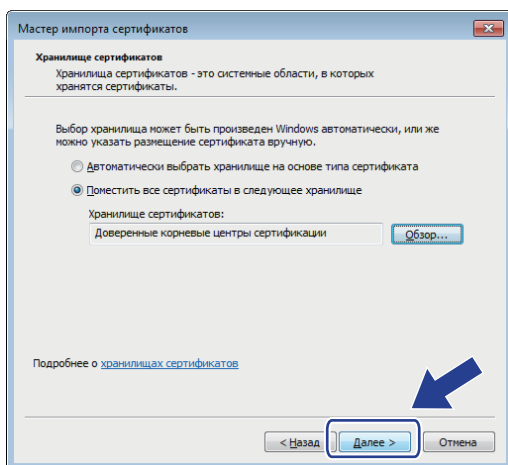 Мастер импорта сертификатов
Хранилище сертификатов
Хранилища сертификатов - это системные области, в которых
хранятся сертификаты.
Выбор хранилища может быть произведен Windows автоматически, или же
можно указать размещение сертификата вручную.
Автоматически выбрать хранилище на основе типа сертификата
Поместить все сертификаты в следующее хранилище
Хранилище сертификатов:
Доверенные корневые центры сертификации
Обзор...
Подробнее о хранилищах сертификатов
< Назад
Далее >
Отмена